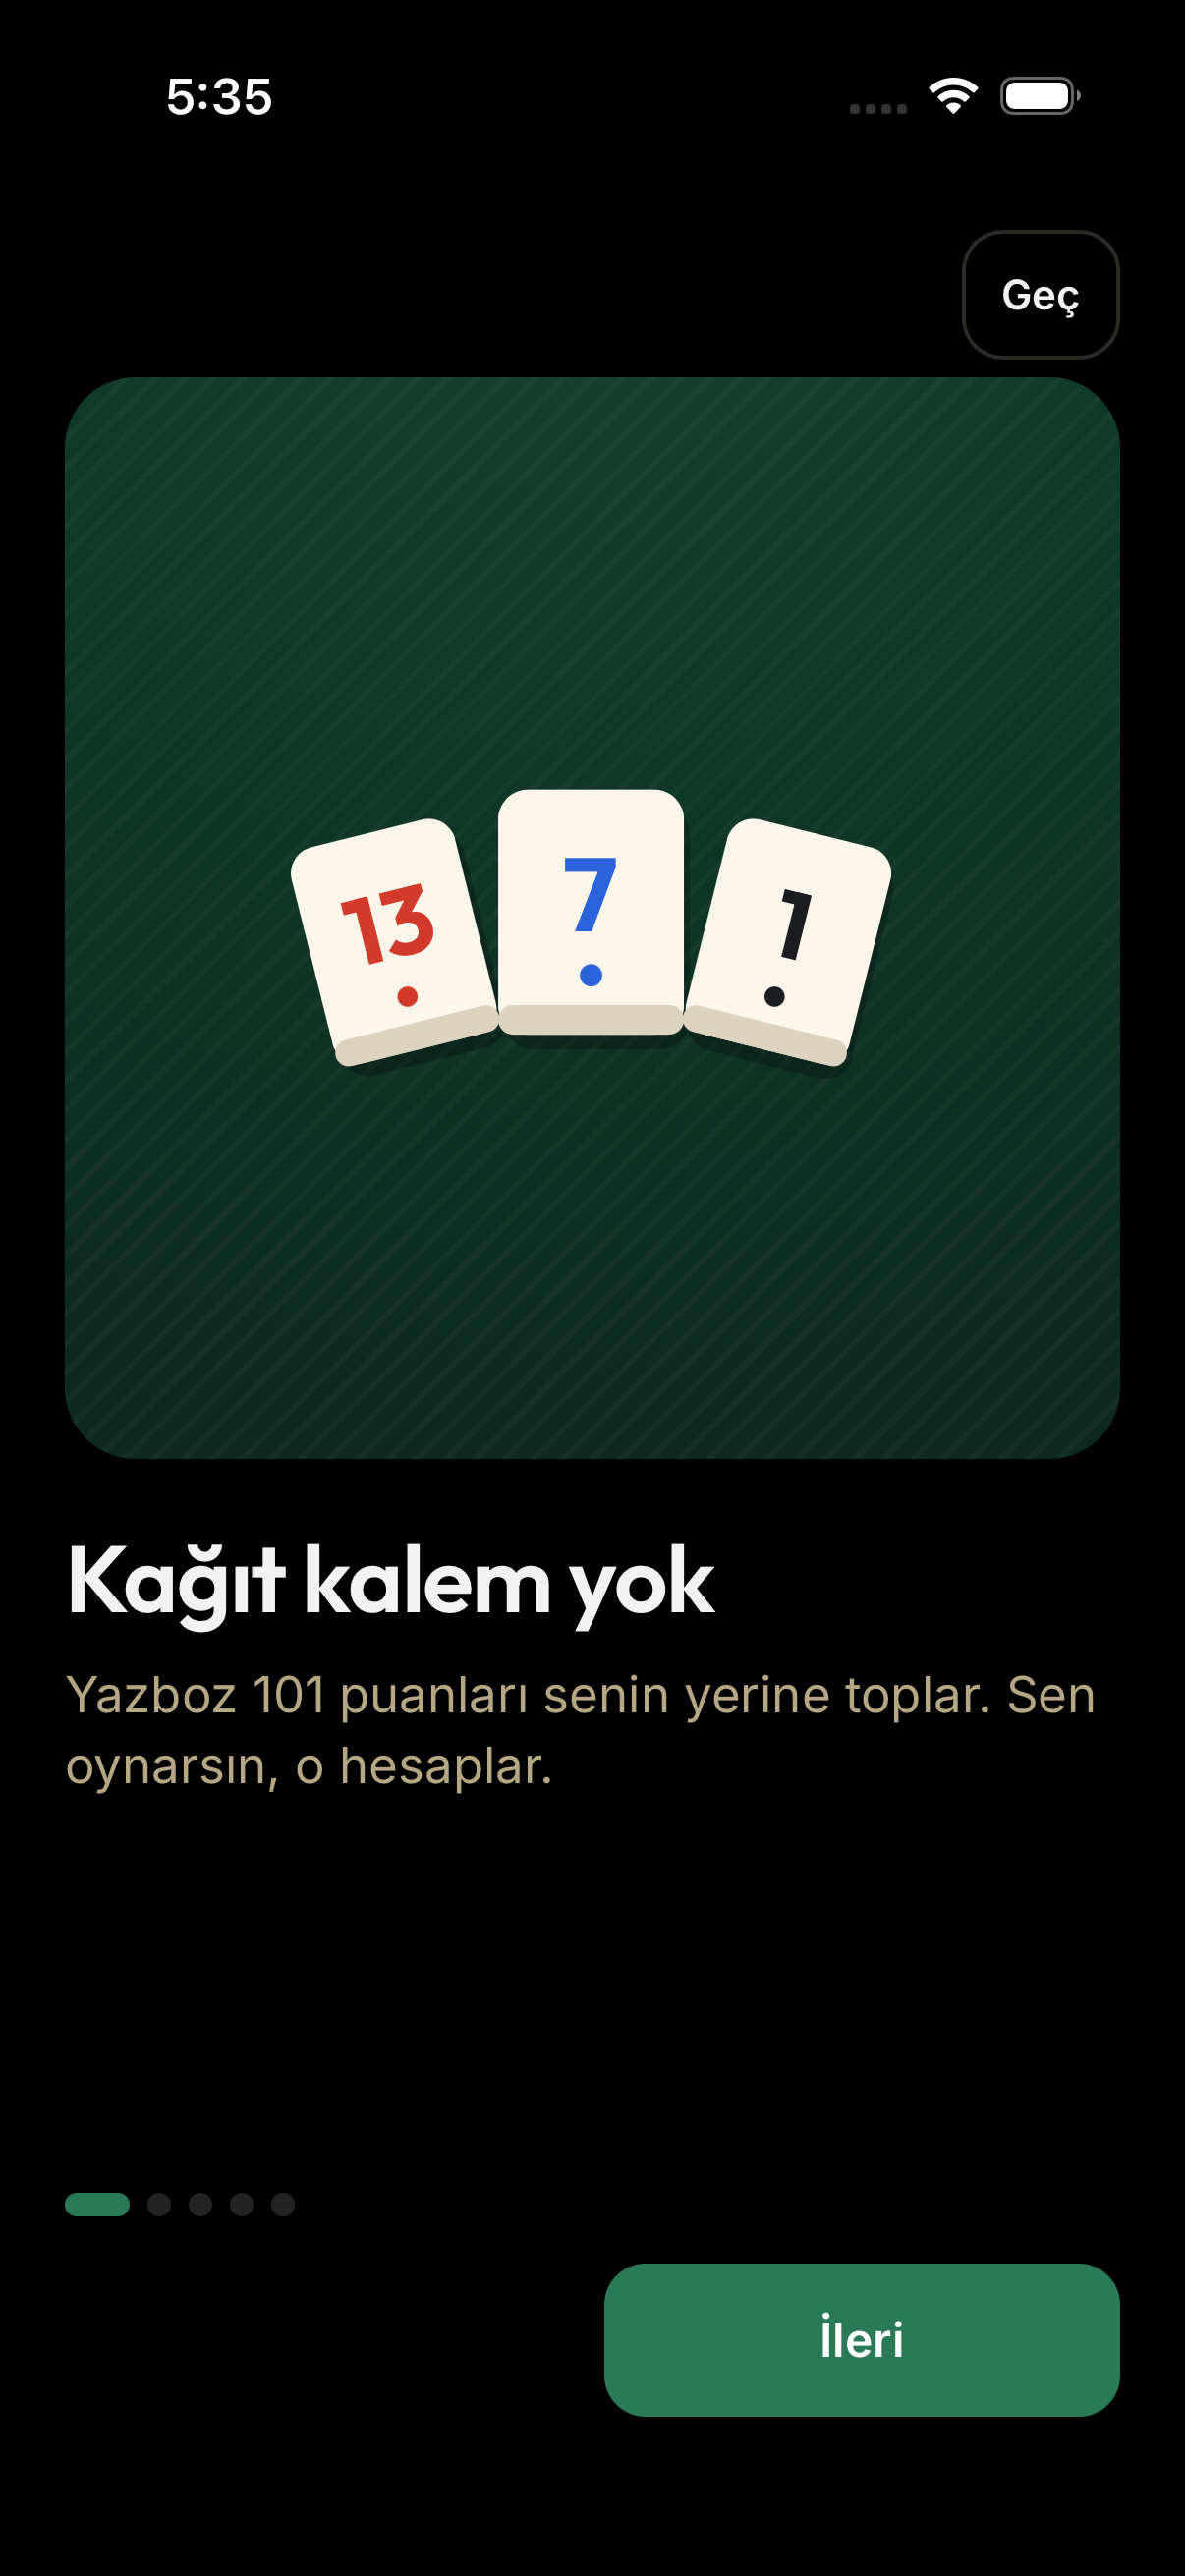 5:35
Geç
13
7
1
Kağıt kalem yok
Yazboz 101 puanları senin yerine toplar. Sen
oynarsın, o hesaplar.
İleri